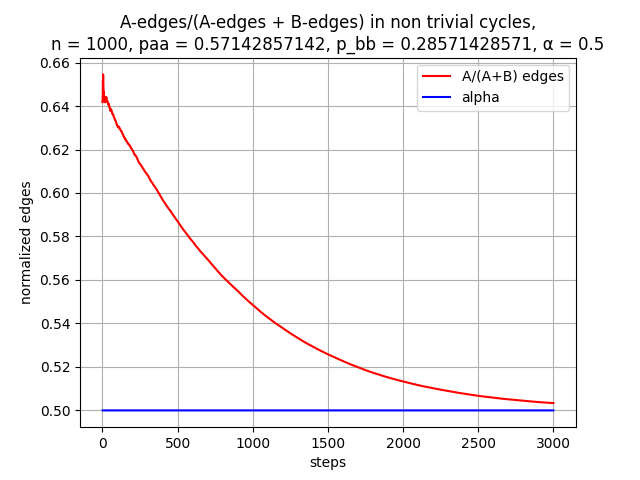 A-edges/(A-edges + B-edges) in non trivial cycles,
n = 1000, paa = 0.57142857142, p_bb = 0.28571428571, α = 0.5
0.66
0.64
0.62
0.60
0.58
0.56
0.54
0.52
0.50
normalized edges
A/(A+B) edges
alpha
0
500
1000
1500
2000
2500
3000
steps